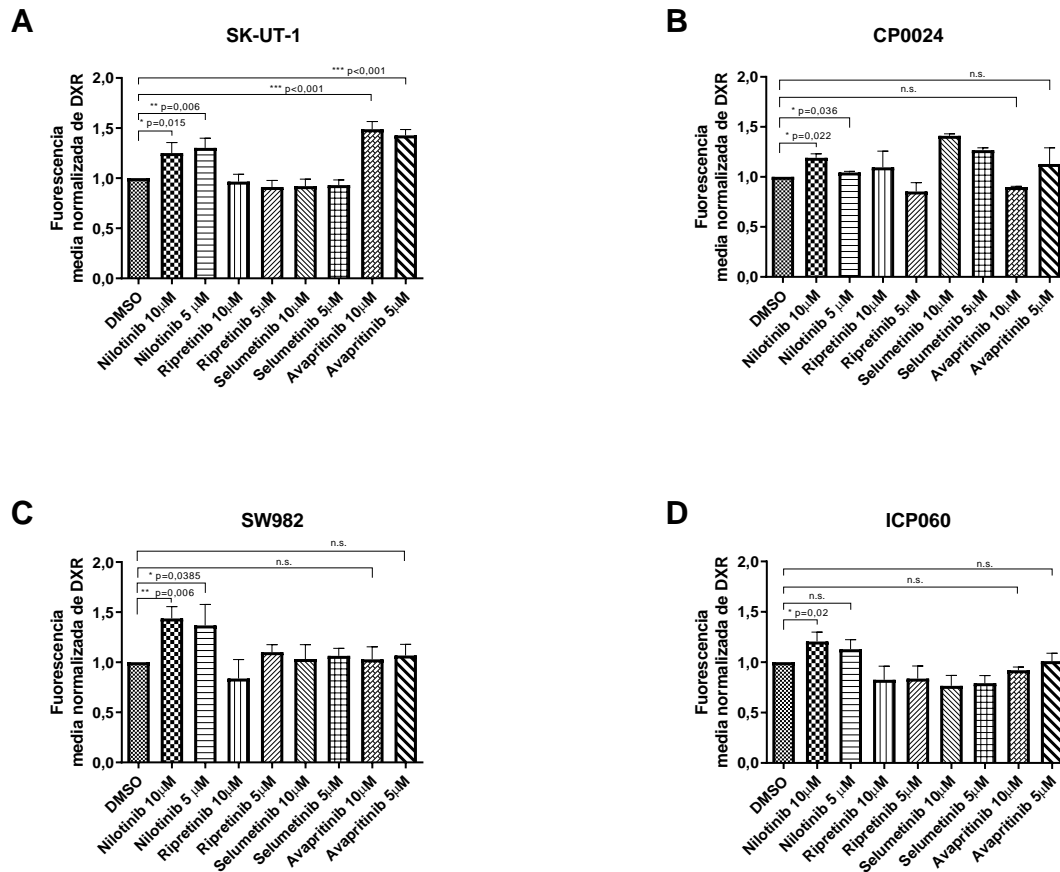 A
SK-UT-1
Fuorescencia
media normalizada de DXR
2,0
1,5
1,0
0,5
0,0
*** p<0,001
*** p<0,001
** p=0,006
* p=0,015
DMSO
Nilotinib 10μM
Nilotinib 5 μM
Ripretinib 10μM
Ripretinib 5μM
Selumetinib 10μM
Selumetinib 5μM
Avapritinib 10μM
Avapritinib 5μM
B
CP0024
Fuorescencia
media normalizada de DXR
2,0
1,5
1,0
0,5
0,0
n.s.
n.s.
* p=0,036
* p=0,022
DMSO
Nilotinib 10μM
Nilotinib 5 μM
Ripretinib 10μM
Ripretinib 5μM
Selumetinib 10μM
Selumetinib 5μM
Avapritinib 10μM
Avapritinib 5μM
C
SW982
Fuorescencia
media normalizada de DXR
2,0
1,5
1,0
0,5
0,0
n.s.
n.s.
* p=0,0385
** p=0,006
DMSO
Nilotinib 10μM
Nilotinib 5 μM
Ripretinib 10μM
Ripretinib 5μM
Selumetinib 10μM
Selumetinib 5μM
Avapritinib 10μM
Avapritinib 5μM
D
ICP060
Fuorescencia
media normalizada de DXR
2,0
1,5
1,0
0,5
0,0
n.s.
n.s.
n.s.
* p=0,02
DMSO
Nilotinib 10μM
Nilotinib 5 μM
Ripretinib 10μM
Ripretinib 5μM
Selumetinib 10μM
Selumetinib 5μM
Avapritinib 10μM
Avapritinib 5μM